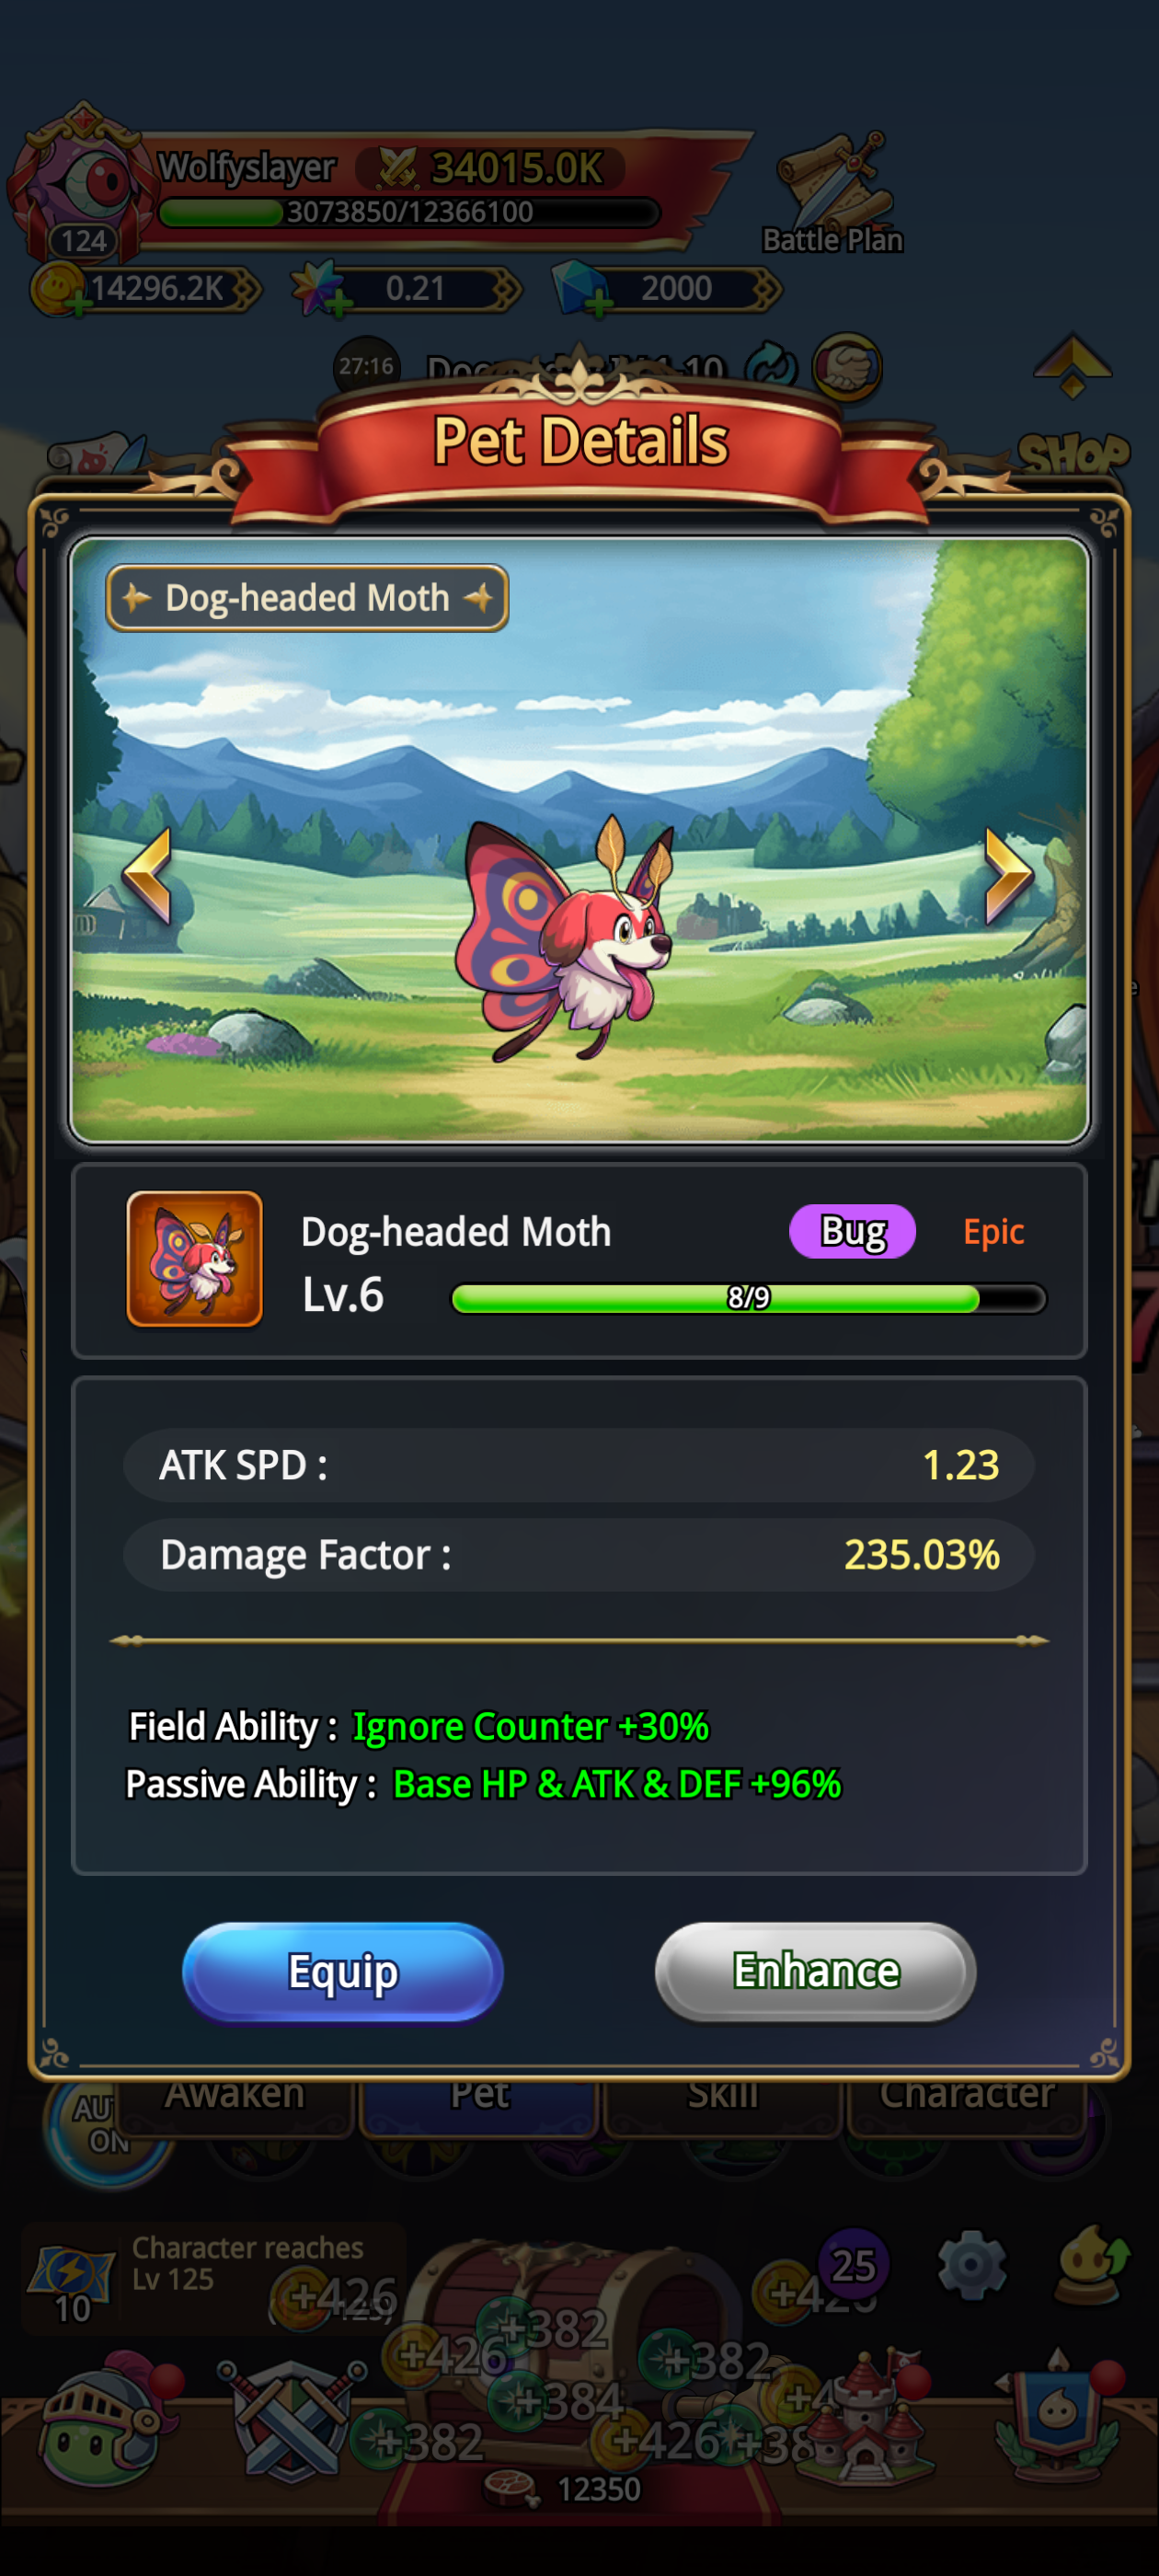 Wolfyslayer
34015.0K
3073850/12366100
124
Battle Plan
14296.2K
0.21
2000
27:16
Pet Details
SHOP
Dog-headed Moth
Dog-headed Moth
Bug
Epic
Lv.6
8/9
ATK SPD :
1.23
Damage Factor :
235.03%
Field Ability : Ignore Counter +30%
Passive Ability : Base HP & ATK & DEF +96%
Equip
Enhance
Awaken
Pet
Skill
Character
ON
Character reaches
Lv 125
10
25
+426
+382
+426
+382
+384
+382
+426
12350